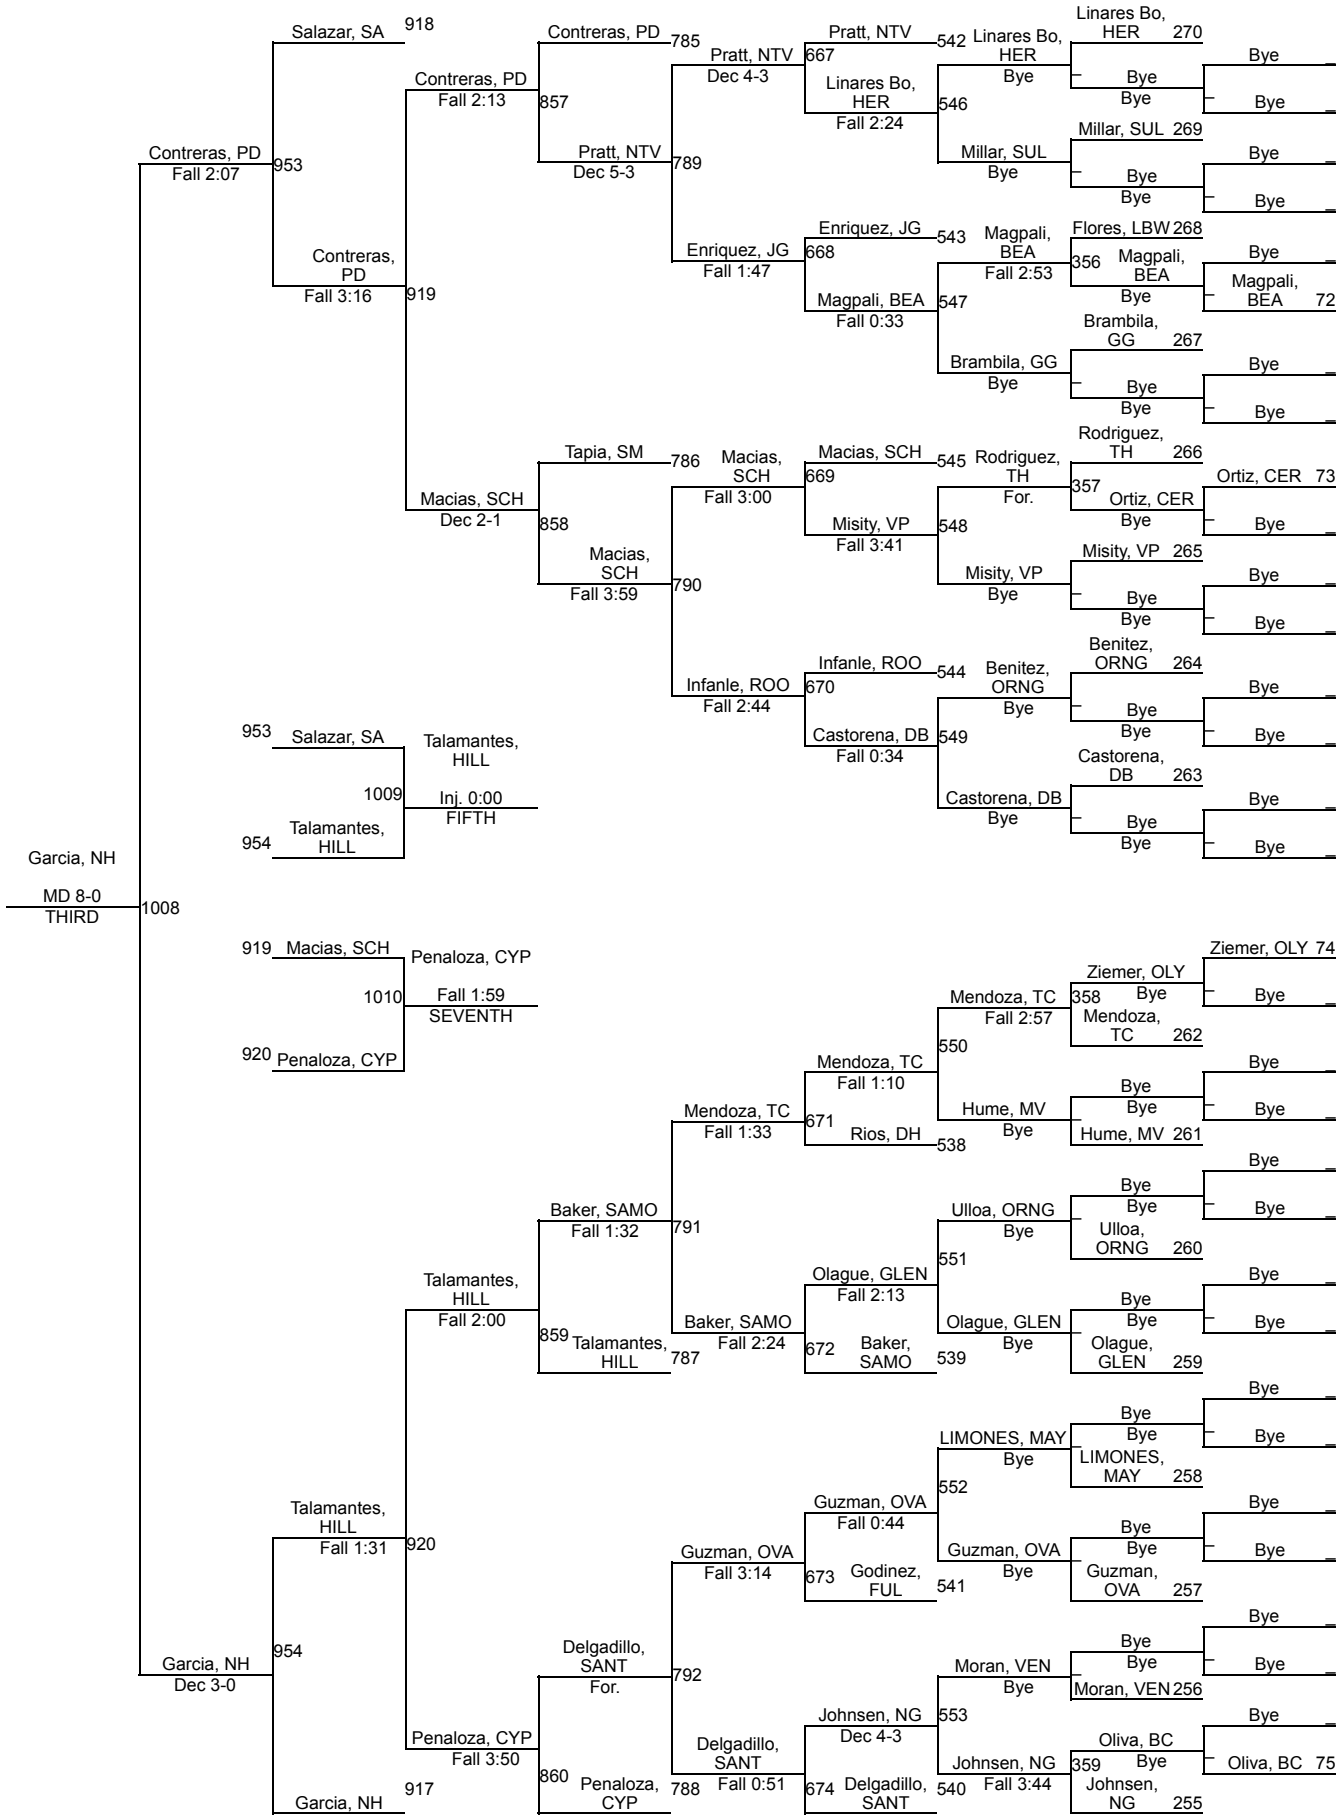 Salazar, SA 918
Contreras, PD 785
Pratt, NTV 542
Linares Bo,
HER 270
Bye
Linares Bo,
HER
Bye
Pratt, NTV 667
Dec 4-3
Bye
Bye
Bye
Contreras, PD
Fall 2:13
857
Linares Bo,
HER
Fall 2:24
546
Millar, SUL 269
Bye
Contreras, PD
Fall 2:07
953
Pratt, NTV
Dec 5-3
789
Millar, SUL
Bye
Bye
Bye
Bye
Enriquez, JG 543
Flores, LBW 268
Bye
Magpali,
BEA
Fall 2:53
356
Magpali,
BEA
Bye
Magpali,
BEA 72
Enriquez, JG 668
Fall 1:47
Contreras,
PD
Fall 3:16
919
Magpali, BEA
Fall 0:33
547
Brambila,
GG 267
Brambila, GG
Bye
Bye
Bye
Bye
Bye
Rodriguez,
TH 266
Tapia, SM 786
Macias,
SCH
Fall 3:00
Macias, SCH 545
669
Rodriguez,
TH
For.
357
Ortiz, CER 73
Ortiz, CER
Bye
Bye
Macias, SCH
Dec 2-1
858
Misity, VP
Fall 3:41
548
Misity, VP 265
Macias,
SCH
Fall 3:59
790
Misity, VP
Bye
Bye
Bye
Bye
Bye
Infanle, ROO 544
Benitez,
ORNG 264
Benitez,
ORNG
Bye
Infanle, ROO 670
Fall 2:44
Bye
Bye
Bye
Bye
953 Salazar, SA
Talamantes,
HILL
Castorena, DB
Fall 0:34
549
Castorena,
DB 263
1009
Inj. 0:00
FIFTH
Castorena, DB
Bye
Bye
Bye
Bye
Bye
954 Talamantes,
HILL
Garcia, NH
MD 8-0
THIRD
1008
919 Macias, SCH
Penaloza, CYP
Ziemer, OLY 74
1010
Fall 1:59
SEVENTH
Mendoza, TC
Fall 2:57
358
Ziemer, OLY
Bye
Bye
Mendoza,
TC 262
920 Penaloza, CYP
550
Mendoza, TC
Fall 1:10
Bye
Bye
Bye
Bye
Hume, MV
Bye
Mendoza, TC
Fall 1:33
671
Rios, DH 538
Hume, MV 261
Bye
Bye
Bye
Bye
Baker, SAMO
Fall 1:32
791
Ulloa, ORNG
Bye
Ulloa,
ORNG 260
551
Talamantes,
HILL
Fall 2:00
Olague, GLEN
Fall 2:13
Bye
Bye
Bye
Bye
Baker, SAMO
Fall 2:24
Olague, GLEN
Bye
859
Talamantes,
HILL 787
672
Baker,
SAMO 539
Olague,
GLEN 259
Bye
Bye
Bye
Bye
LIMONES, MAY
Bye
LIMONES,
MAY 258
552
Talamantes,
HILL
Fall 1:31
920
Guzman, OVA
Fall 0:44
Bye
Bye
Bye
Bye
Guzman, OVA
Fall 3:14
Guzman, OVA
Bye
673
Godinez,
FUL 541
Guzman,
OVA 257
Bye
954
Delgadillo,
SANT
For.
792
Bye
Bye
Bye
Garcia, NH
Dec 3-0
Moran, VEN
Bye
Moran, VEN 256
Johnsen, NG
Dec 4-3
553
Bye
Penaloza, CYP
Fall 3:50
Delgadillo,
SANT
Fall 0:51
Oliva, BC
Bye
Oliva, BC 75
Johnsen, NG
Fall 3:44
359
860
Penaloza,
CYP 788
674
Delgadillo,
SANT 540
Johnsen,
NG 255
Garcia, NH 917